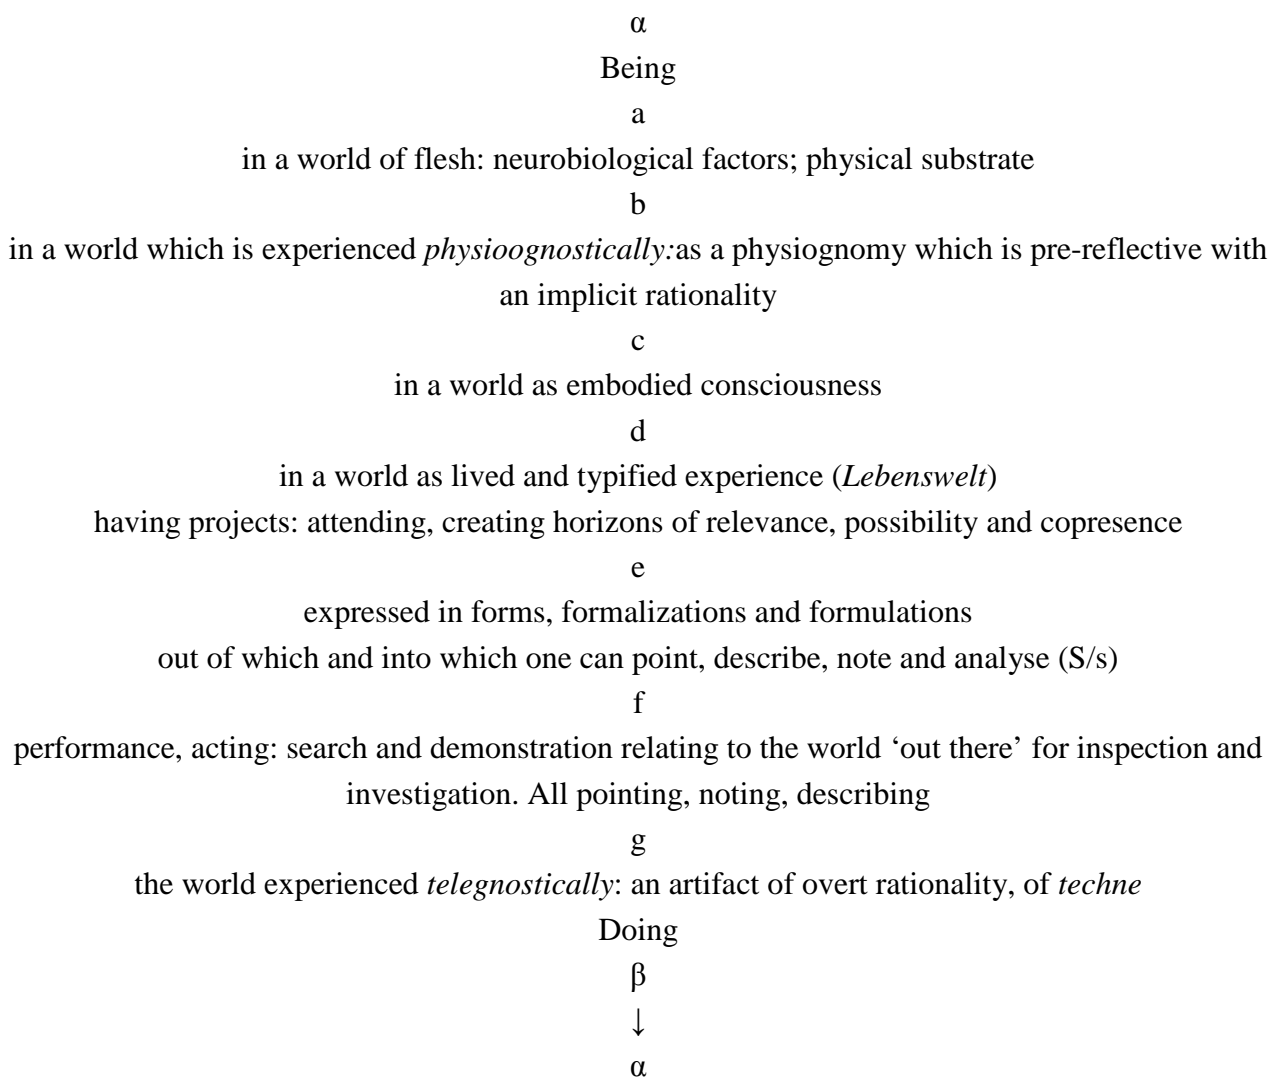 α
Being
a
in a world of flesh: neurobiological factors; physical substrate
b
in a world which is experienced physioognostically:as a physiognomy which is pre-reflective with
an implicit rationality
c
in a world as embodied consciousness
d
in a world as lived and typified experience (Lebenswelt)
having projects: attending, creating horizons of relevance, possibility and copresence
e
expressed in forms, formalizations and formulations
out of which and into which one can point, describe, note and analyse (S/s)
f
performance, acting: search and demonstration relating to the world ‘out there’ for inspection and
investigation. All pointing, noting, describing
g
the world experienced telegnostically: an artifact of overt rationality, of techne
Doing
β
↓
α